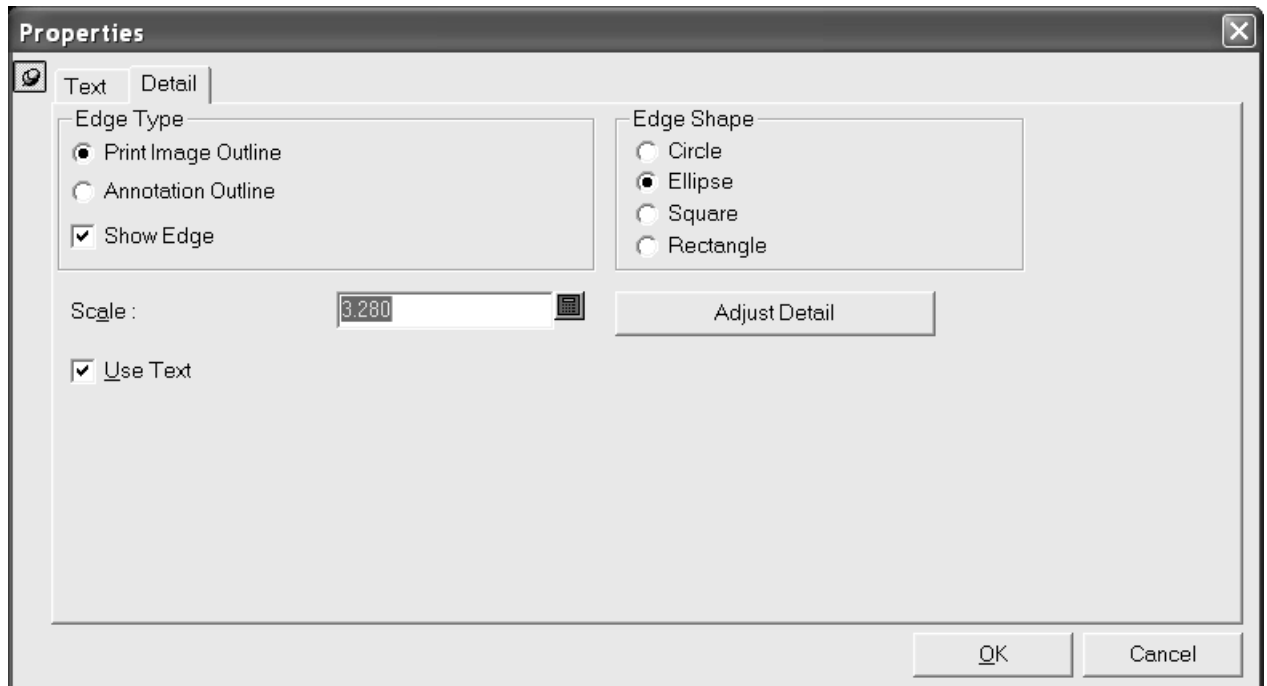 Properties
Text Detail
Edge Type
Print Image Outline
Annotation Outline
Show Edge
Edge Shape
Circle
Ellipse
Square
Rectangle
Scale :
3.280
Adjust Detail
Use Text
OK Cancel